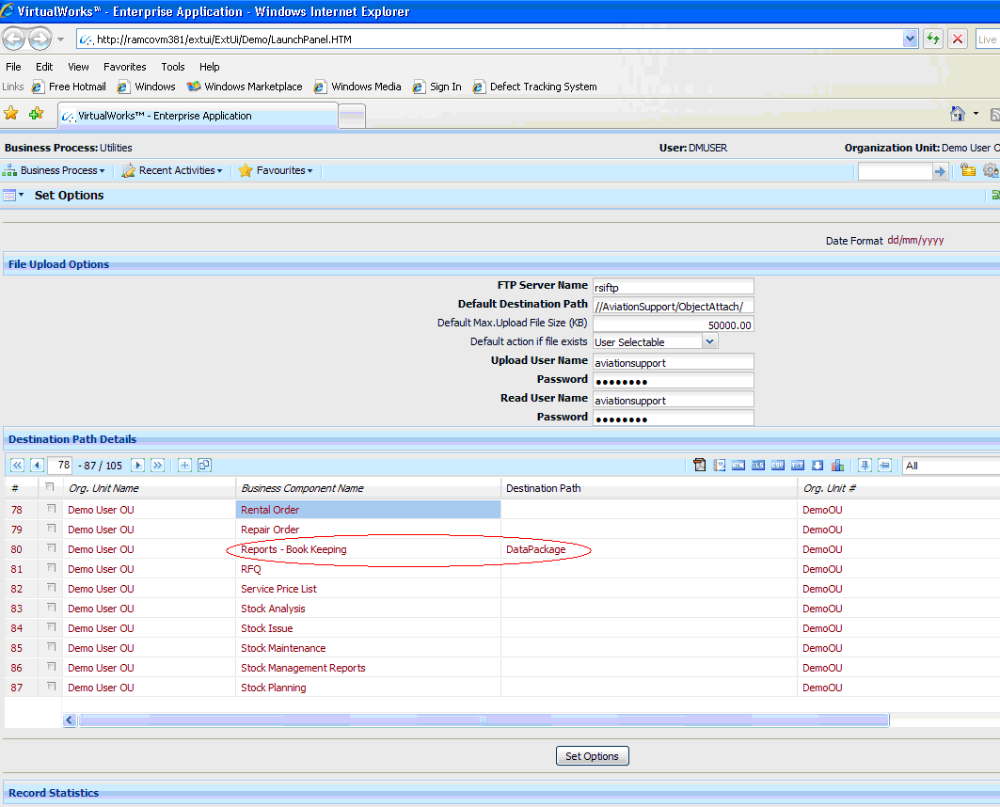 VirtualWorks™ - Enterprise Application - Windows Internet Explorer
http://ramcovm381/extui/ExtUi/Demo/LaunchPanel.HTM Live
File Edit View Favorites Tools Help
Links Free Hotmail Windows Windows Marketplace Windows Media Sign In Defect Tracking System
VirtualWorks™ - Enterprise Application
Business Process: Utilities User: DMUSER Organization Unit: Demo User O
Business Process Recent Activities Favourites
Set Options
Date Format dd/mm/yyyy
File Upload Options
FTP Server Name rsiftp
Default Destination Path //AviationSupport/ObjectAttach/
Default Max.Upload File Size (KB) 50000.00
Default action if file exists User Selectable
Upload User Name aviationsupport
Password ●●●●●●●●
Read User Name aviationsupport
Password ●●●●●●●●
Destination Path Details
78 - 87 / 105 HTML XLS CSV TXT All
# Org. Unit Name Business Component Name Destination Path Org. Unit #
78 Demo User OU Rental Order DemoOU
79 Demo User OU Repair Order DemoOU
80 Demo User OU Reports - Book Keeping DataPackage DemoOU
81 Demo User OU RFQ DemoOU
82 Demo User OU Service Price List DemoOU
83 Demo User OU Stock Analysis DemoOU
84 Demo User OU Stock Issue DemoOU
85 Demo User OU Stock Maintenance DemoOU
86 Demo User OU Stock Management Reports DemoOU
87 Demo User OU Stock Planning DemoOU
Set Options
Record Statistics